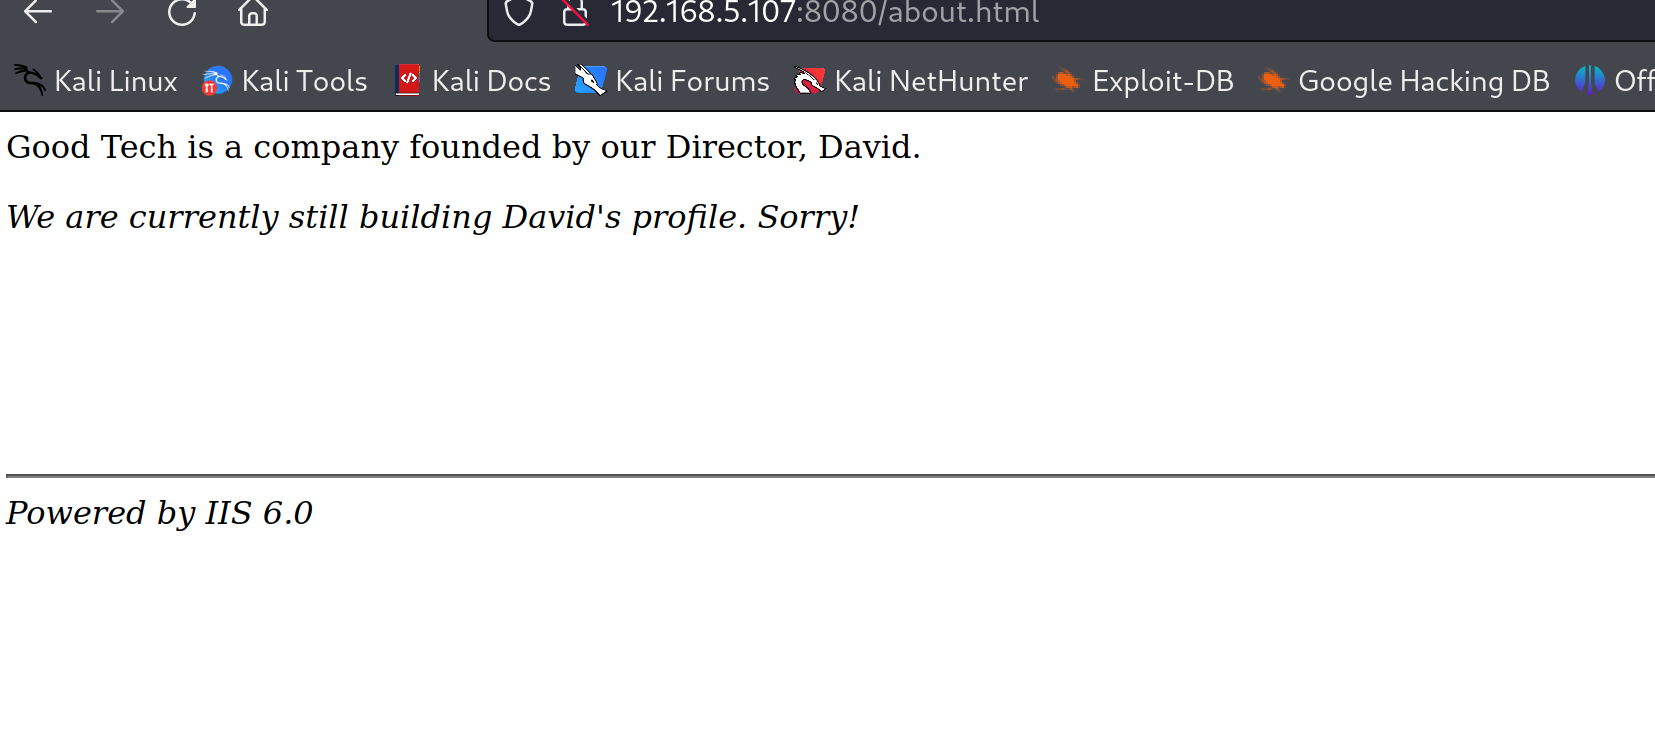 192.168.5.107:8080/about.html
Kali Linux Kali Tools Kali Docs Kali Forums Kali NetHunter Exploit-DB Google Hacking DB Off
Good Tech is a company founded by our Director, David.
We are currently still building David's profile. Sorry!
Powered by IIS 6.0